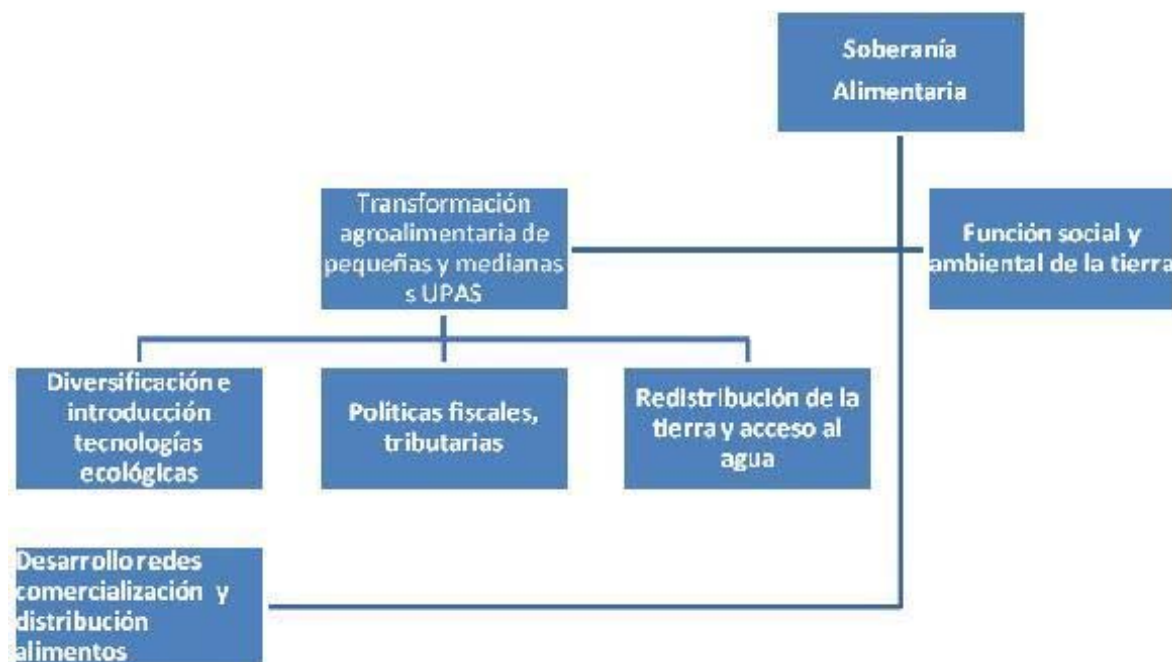 Soberanía
Alimentaria
Transformación
agroalimentaria de
pequeñas y mediana
s UPAS
Función social y
ambiental de la tierra
Diversificación e
introducción
tecnologías
ecológicas
Políticas fiscales,
tributarias
Redistribución de la
tierra y acceso al
agua
Desarrollo redes
comercialización y
distribución
alimentos